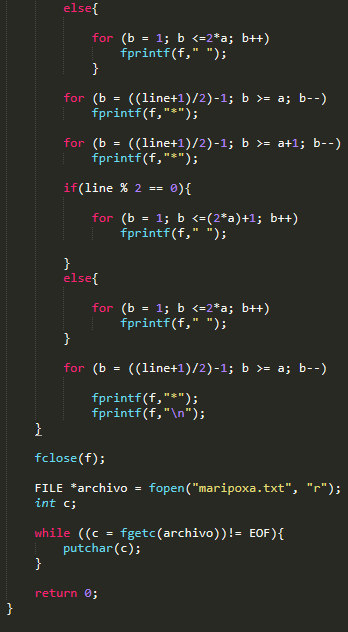 else{
for (b = 1; b <=2*a; b++)
fprintf(f," ");
}
for (b = ((line+1)/2)-1; b >= a; b--)
fprintf(f,"*");
for (b = ((line+1)/2)-1; b >= a+1; b--)
fprintf(f,"*");
if(line % 2 == 0){
for (b = 1; b <=(2*a)+1; b++)
fprintf(f," ");
}
else{
for (b = 1; b <=2*a; b++)
fprintf(f," ");
}
for (b = ((line+1)/2)-1; b >= a; b--)
fprintf(f,"*");
fprintf(f,"\n");
}
fclose(f);
FILE *archivo = fopen("maripoxa.txt", "r");
int c;
while ((c = fgetc(archivo))!= EOF){
putchar(c);
}
return 0;
}